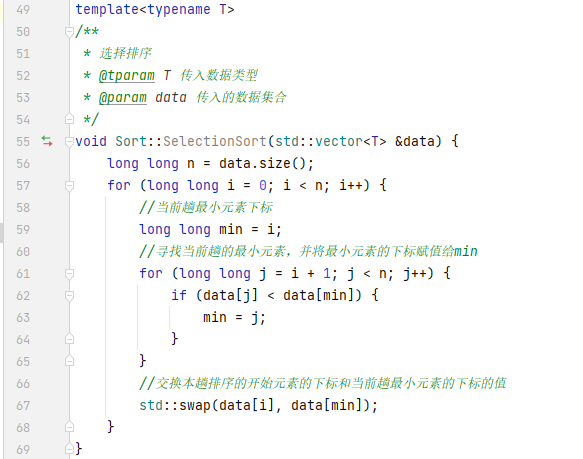 49 template<typename T>
50 /**
51  * 选择排序
52  * @tparam T 传入数据类型
53  * @param data 传入的数据集合
54  */
55 void Sort::SelectionSort(std::vector<T> &data) {
56     long long n = data.size();
57     for (long long i = 0; i < n; i++) {
58         //当前趟最小元素下标
59         long long min = i;
60         //寻找当前趟的最小元素，并将最小元素的下标赋值给min
61         for (long long j = i + 1; j < n; j++) {
62             if (data[j] < data[min]) {
63                 min = j;
64             }
65         }
66         //交换本趟排序的开始元素的下标和当前趟最小元素的下标的值
67         std::swap(data[i], data[min]);
68     }
69 }